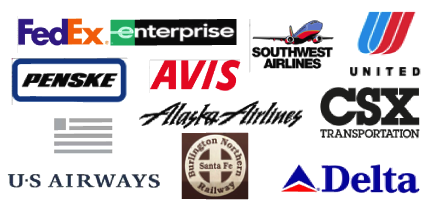 FedEx®
enterprise
SOUTHWEST
AIRLINES
UNITED
PENSKE
AVIS
Alaska Airlines
CSX
TRANSPORTATION
U·S AIRWAYS
Burlington Northern
Santa Fe
Railway
Delta